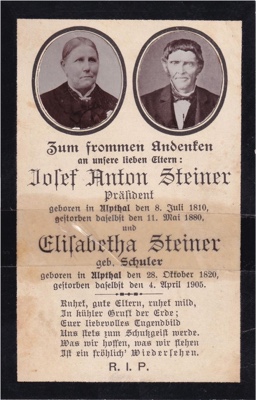 Zum frommen Andenken
an unsere lieben Eltern:
Josef Anton Steiner
Präsident
geboren in Alpthal den 8. Juli 1810,
gestorben daselbst den 11. Mai 1880,
und
Elisabetha Steiner
geb. Schuler
geboren in Alpthal den 28. Oktober 1820,
gestorben daselbst den 4. April 1905.
Ruhet, gute Eltern, ruhet mild,
In kühler Gruft der Erde;
Euer liebevolles Tugendbild
Uns stets zum Schutzgeist werde.
Was wir hoffen, was wir flehen
Ist ein fröhlich' Wiedersehen.
R. I. P.